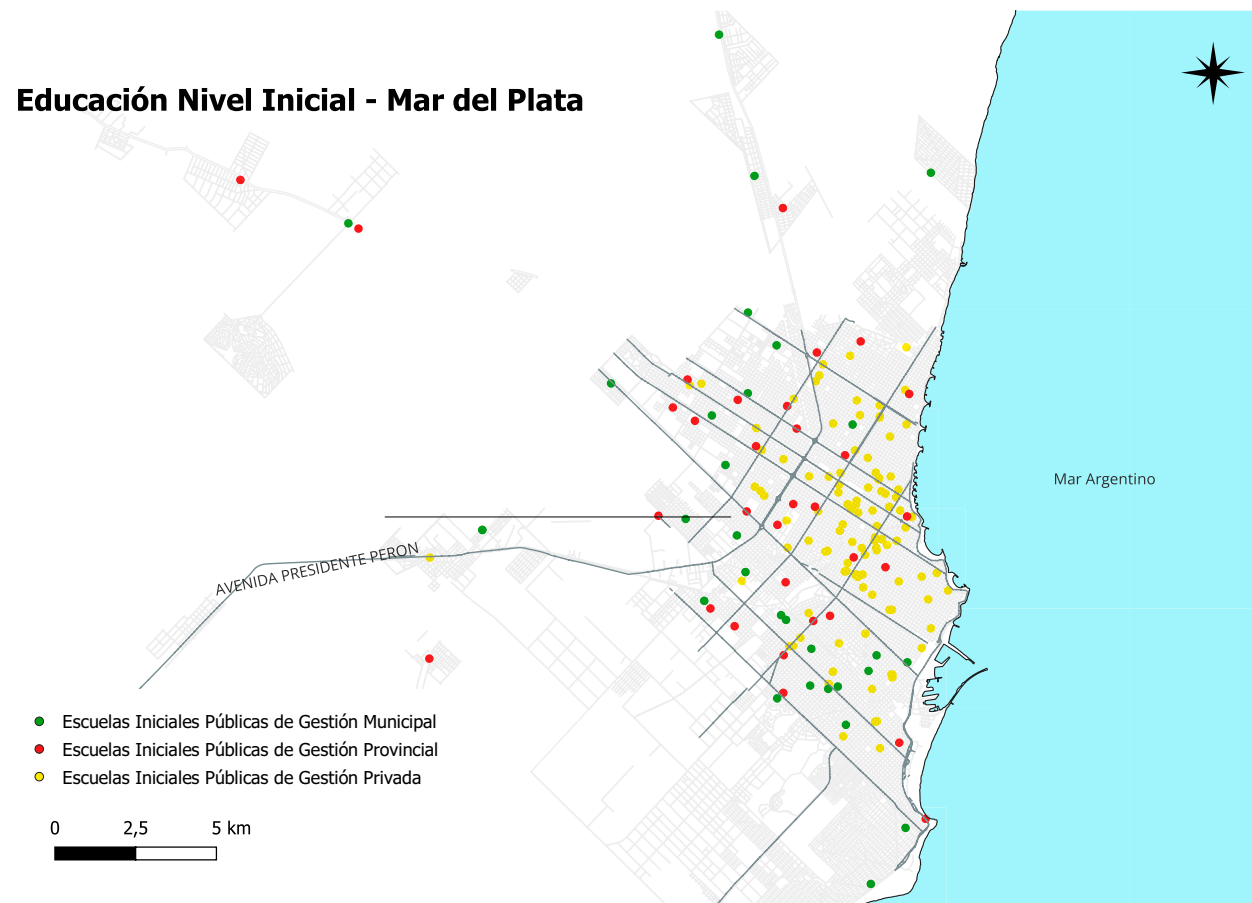 Educación Nivel Inicial - Mar del Plata
Mar Argentino
AVENIDA PRESIDENTE PERON
Escuelas Iniciales Públicas de Gestión Municipal
Escuelas Iniciales Públicas de Gestión Provincial
Escuelas Iniciales Públicas de Gestión Privada
0 2,5 5 km